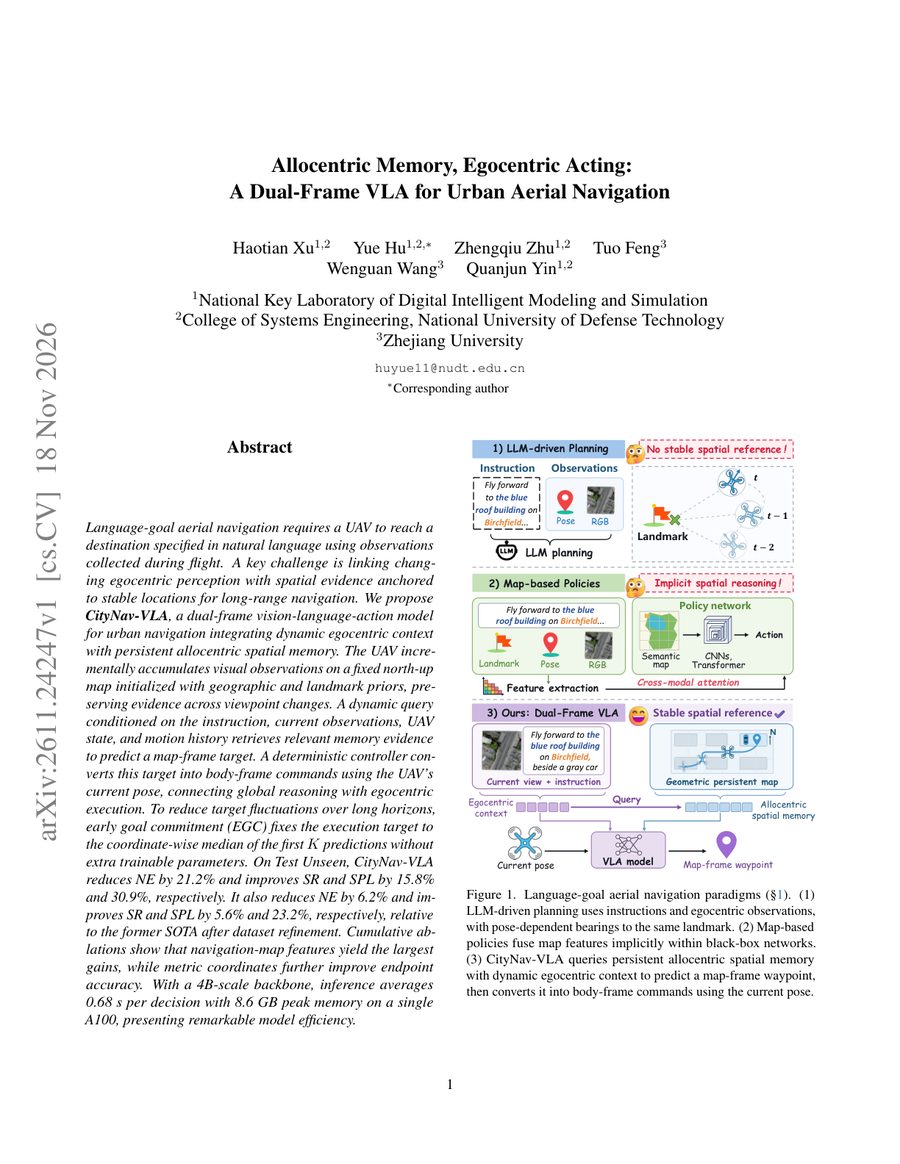 Allocentric Memory, Egocentric Acting:
A Dual-Frame VLA for Urban Aerial Navigation
Haotian Xu1,2 Yue Hu1,2,* Zhengqiu Zhu1,2 Tuo Feng3
Wenguan Wang3 Quanjun Yin1,2
1National Key Laboratory of Digital Intelligent Modeling and Simulation
2College of Systems Engineering, National University of Defense Technology
3Zhejiang University
huyue11@nudt.edu.cn
*Corresponding author
arXiv:2611.24247v1 [cs.CV] 18 Nov 2026
Abstract
Language-goal aerial navigation requires a UAV to reach a
destination specified in natural language using observations
collected during flight. A key challenge is linking chang-
ing egocentric perception with spatial evidence anchored
to stable locations for long-range navigation. We propose
CityNav-VLA, a dual-frame vision-language-action model
for urban navigation integrating dynamic egocentric context
with persistent allocentric spatial memory. The UAV incre-
mentally accumulates visual observations on a fixed north-up
map initialized with geographic and landmark priors, pre-
serving evidence across viewpoint changes. A dynamic query
conditioned on the instruction, current observations, UAV
state, and motion history retrieves relevant memory evidence
to predict a map-frame target. A deterministic controller con-
verts this target into body-frame commands using the UAV's
current pose, connecting global reasoning with egocentric
execution. To reduce target fluctuations over long horizons,
early goal commitment (EGC) fixes the execution target to
the coordinate-wise median of the first K predictions without
extra trainable parameters. On Test Unseen, CityNav-VLA
reduces NE by 21.2% and improves SR and SPL by 15.8%
and 30.9%, respectively. It also reduces NE by 6.2% and im-
proves SR and SPL by 5.6% and 23.2%, respectively, relative
to the former SOTA after dataset refinement. Cumulative ab-
lations show that navigation-map features yield the largest
gains, while metric coordinates further improve endpoint
accuracy. With a 4B-scale backbone, inference averages
0.68 s per decision with 8.6 GB peak memory on a single
A100, presenting remarkable model efficiency.
1) LLM-driven Planning
No stable spatial reference!
Instruction Observations
Fly forward
to the blue
roof building on
Birchfield...
Pose RGB
LLM
LLM planning
Landmark
t
t − 1
t − 2
2) Map-based Policies
Implicit spatial reasoning!
Fly forward to the blue
roof building on Birchfield...
Landmark Pose RGB
Policy network
Semantic
map
CNNs,
Transformer
Action
Feature extraction
Cross-modal attention
3) Ours: Dual-Frame VLA
Stable spatial reference
Fly forward to the
blue roof building
on Birchfield,
beside a gray car
Current view + instruction
N
Geometric persistent map
Egocentric
context
Query
Allocentric
spatial memory
Current pose
VLA model
Map-frame waypoint
Figure 1. Language-goal aerial navigation paradigms (§1). (1)
LLM-driven planning uses instructions and egocentric observations,
with pose-dependent bearings to the same landmark. (2) Map-based
policies fuse map features implicitly within black-box networks.
(3) CityNav-VLA queries persistent allocentric spatial memory
with dynamic egocentric context to predict a map-frame waypoint,
then converts it into body-frame commands using the current pose.
1